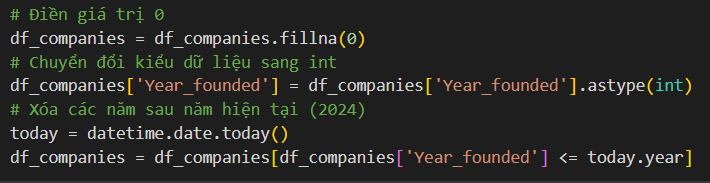 # Điền giá trị 0
df_companies = df_companies.fillna(0)
# Chuyển đổi kiểu dữ liệu sang int
df_companies['Year_founded'] = df_companies['Year_founded'].astype(int)
# Xóa các năm sau năm hiện tại (2024)
today = datetime.date.today()
df_companies = df_companies[df_companies['Year_founded'] <= today.year]